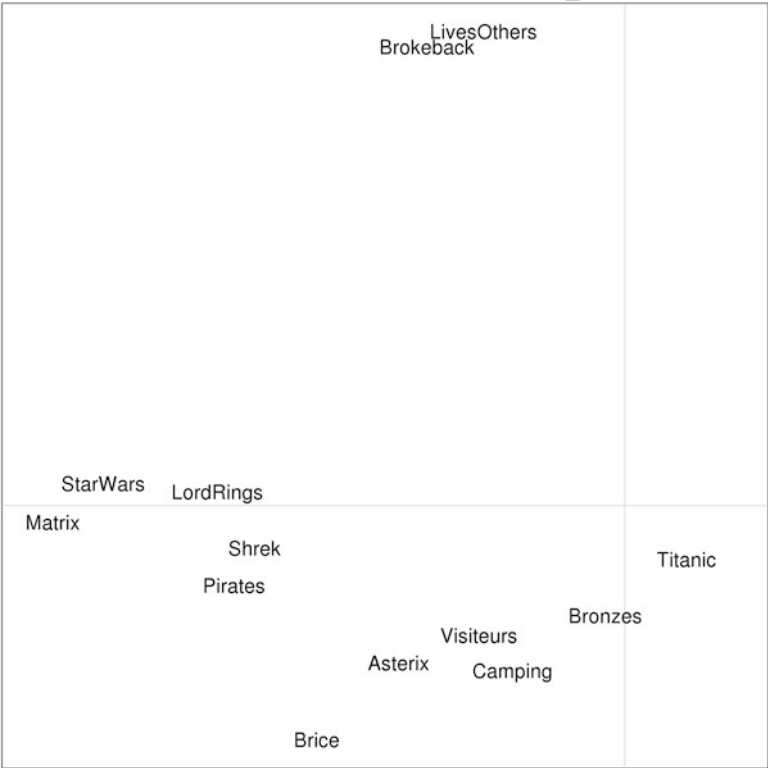 LivesOthers
Brokeback
StarWars
LordRings
Matrix
Shrek
Titanic
Pirates
Bronzes
Visiteurs
Asterix
Camping
Brice